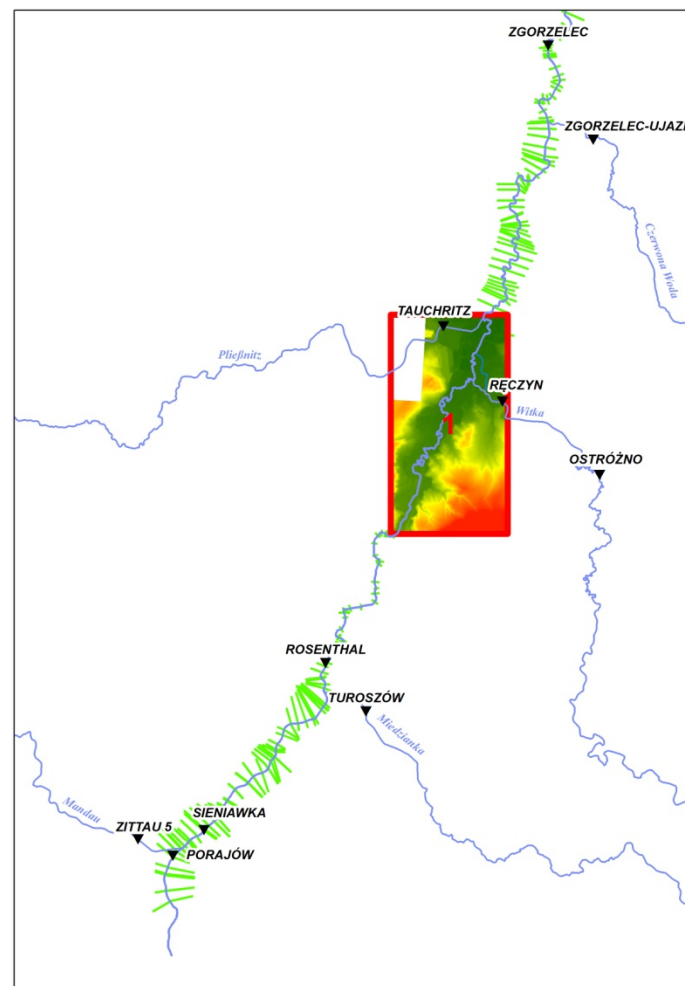 ZGORZELEC
ZGORZELEC-UJAZD
Czerwona Woda
TAUCHRITZ
Pließnitz
RĘCZYN
1
Witka
OSTRÓŻNO
ROSENTHAL
TUROSZÓW
Miedzianka
Mandau
SIENIAWKA
ZITTAU 5
PORAJÓW